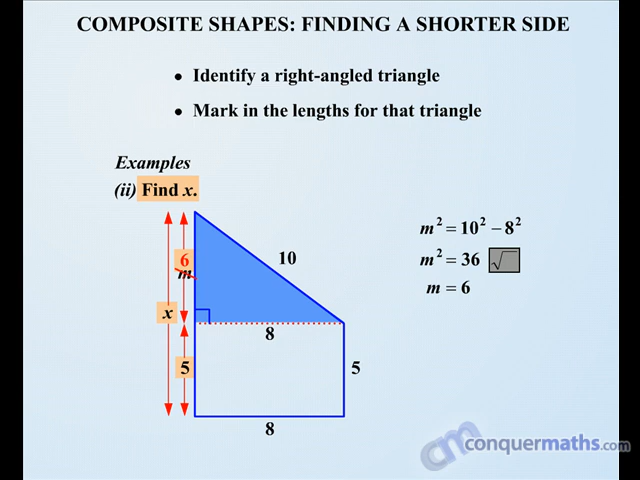 COMPOSITE SHAPES: FINDING A SHORTER SIDE
• Identify a right-angled triangle
• Mark in the lengths for that triangle
Examples
(ii) Find x.
m² = 10² − 8²
m² = 36 √
m = 6
6
m
10
x
8
5
5
8
cm conquermaths.com